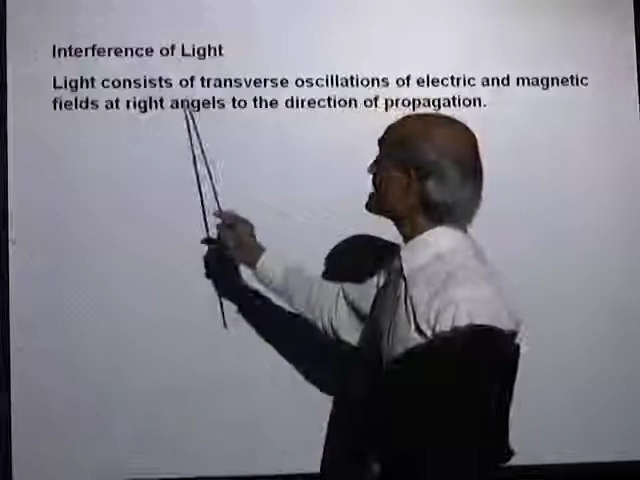 Interference of Light
Light consists of transverse oscillations of electric and magnetic
fields at right angels to the direction of propagation.